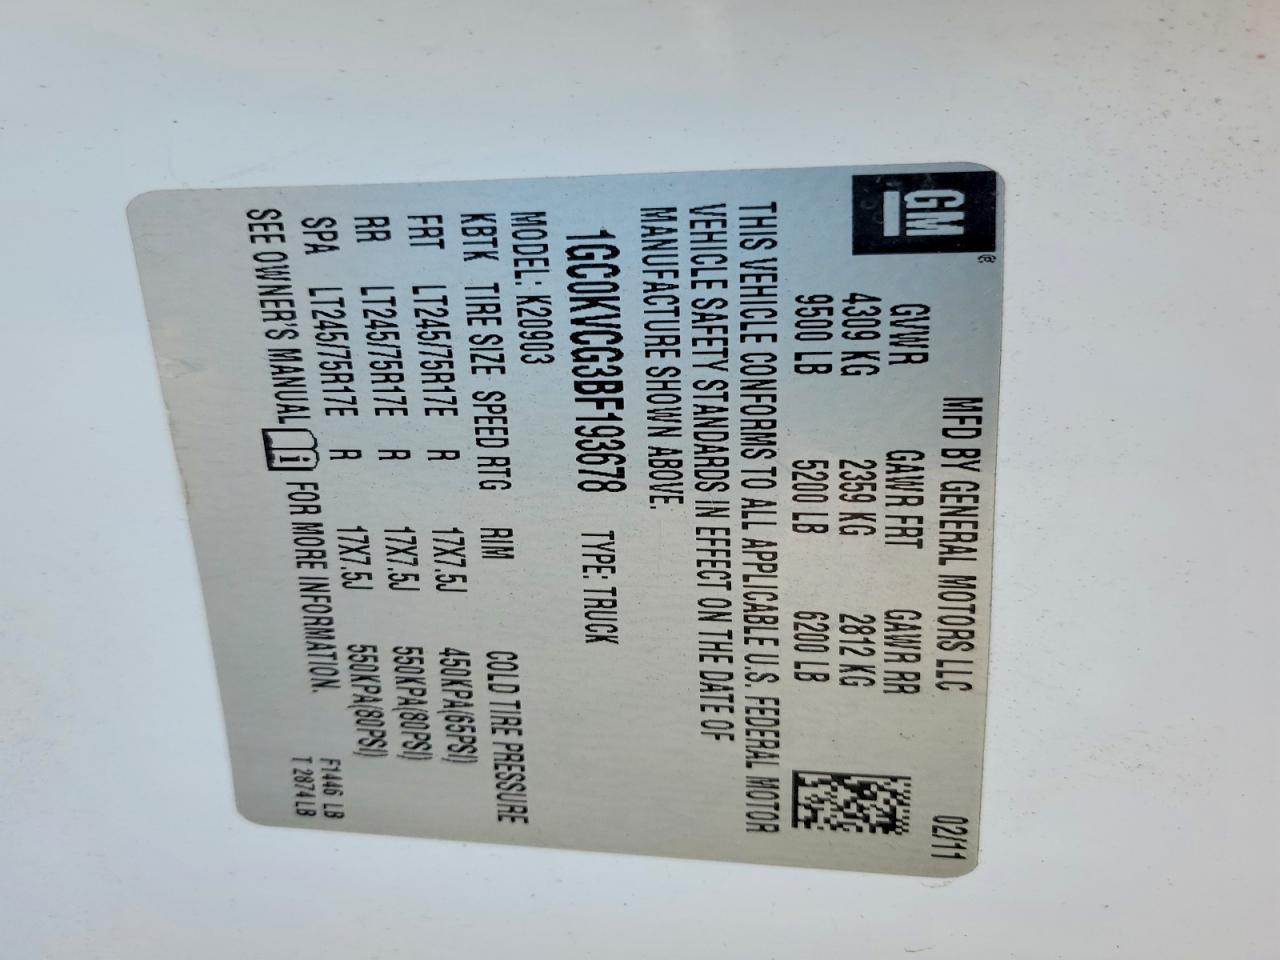 GM
MFD BY GENERAL MOTORS LLC 02/11
GVWR GAWR FRT GAWR RR
4309 KG 2359 KG 2812 KG
9500 LB 5200 LB 6200 LB
THIS VEHICLE CONFORMS TO ALL APPLICABLE U.S. FEDERAL MOTOR
VEHICLE SAFETY STANDARDS IN EFFECT ON THE DATE OF
MANUFACTURE SHOWN ABOVE.
1GC0KVCG3BF193678 TYPE: TRUCK
MODEL: K20903
KBTK TIRE SIZE SPEED RTG RIM COLD TIRE PRESSURE
FRT LT245/75R17E R 17X7.5J 450KPA(65PSI)
RR LT245/75R17E R 17X7.5J 550KPA(80PSI)
SPA LT245/75R17E R 17X7.5J 550KPA(80PSI)
SEE OWNER'S MANUAL i FOR MORE INFORMATION.
F1446 LB
T 2874LB